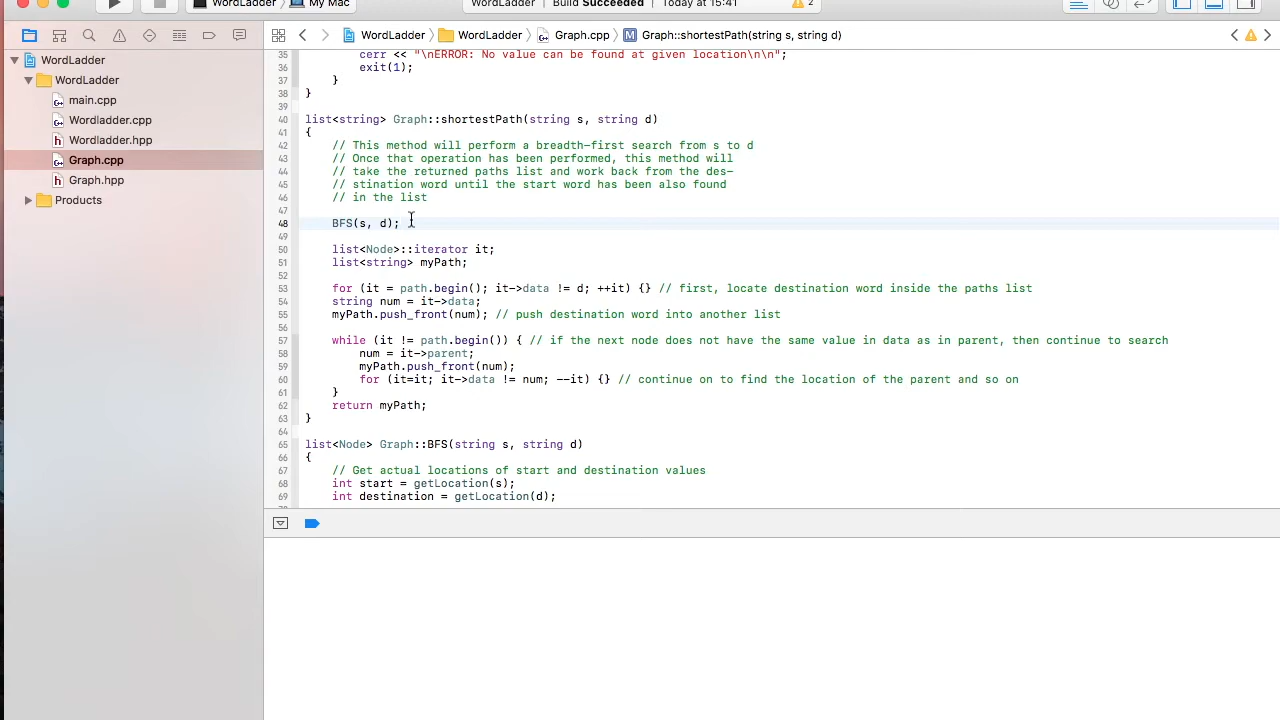 WordLadder
My Mac
WordLadder
Build Succeeded
Today at 15:41
2
WordLadder
WordLadder
Graph.cpp
Graph::shortestPath(string s, string d)
WordLadder
WordLadder
main.cpp
Wordladder.cpp
Wordladder.hpp
Graph.cpp
Graph.hpp
Products
35 cerr << "\nERROR: No value can be found at given location\n\n";
36 exit(1);
37 }
38 }
39
40 list<string> Graph::shortestPath(string s, string d)
41 {
42 // This method will perform a breadth-first search from s to d
43 // Once that operation has been performed, this method will
44 // take the returned paths list and work back from the des-
45 // stination word until the start word has been also found
46 // in the list
47
48 BFS(s, d);
49
50 list<Node>::iterator it;
51 list<string> myPath;
52
53 for (it = path.begin(); it->data != d; ++it) {} // first, locate destination word inside the paths list
54 string num = it->data;
55 myPath.push_front(num); // push destination word into another list
56
57 while (it != path.begin()) { // if the next node does not have the same value in data as in parent, then continue to search
58 num = it->parent;
59 myPath.push_front(num);
60 for (it=it; it->data != num; --it) {} // continue on to find the location of the parent and so on
61 }
62 return myPath;
63 }
64
65 list<Node> Graph::BFS(string s, string d)
66 {
67 // Get actual locations of start and destination values
68 int start = getLocation(s);
69 int destination = getLocation(d);